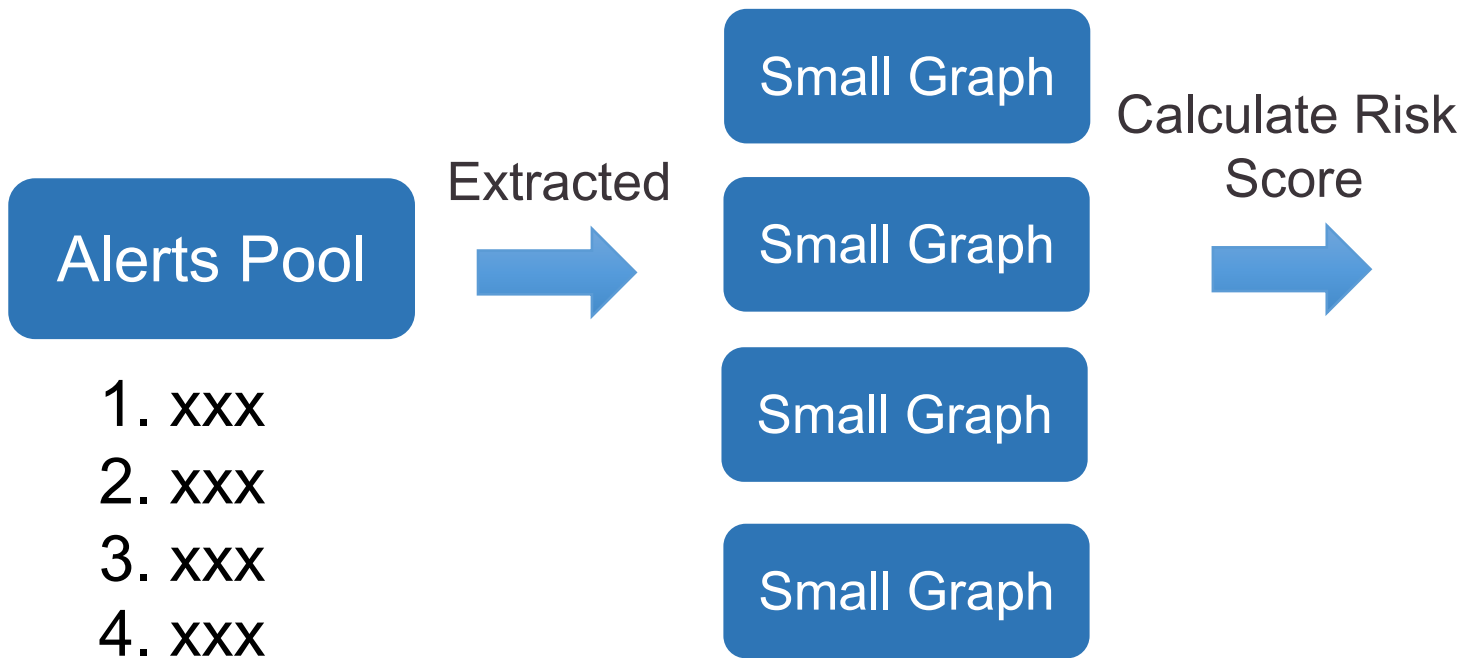 Alerts Pool
1. xxx
2. xxx
3. xxx
4. xxx
Extracted
Small Graph
Small Graph
Small Graph
Small Graph
Calculate Risk
Score